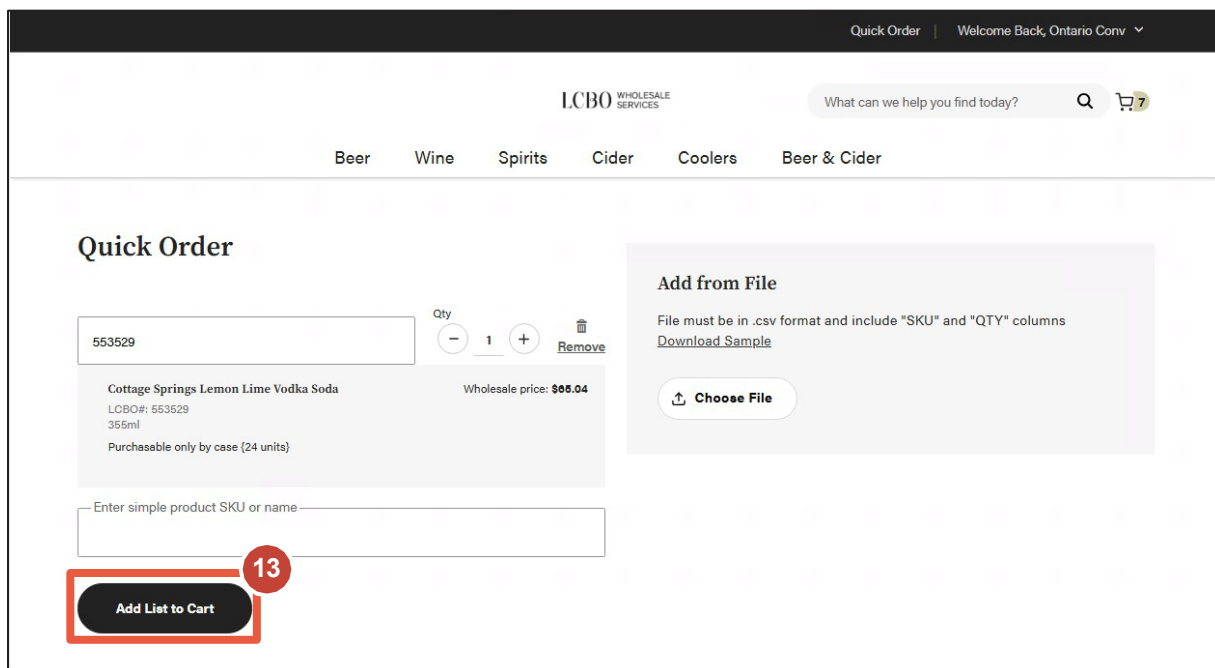 Quick Order | Welcome Back, Ontario Conv
LCBO WHOLESALE SERVICES
What can we help you find today?
7
Beer Wine Spirits Cider Coolers Beer & Cider
Quick Order
553529
Qty
1
Remove
Cottage Springs Lemon Lime Vodka Soda
Wholesale price: $65.04
LCBO#: 553529
355ml
Purchasable only by case {24 units}
Enter simple product SKU or name
13
Add List to Cart
Add from File
File must be in .csv format and include "SKU" and "QTY" columns
Download Sample
Choose File